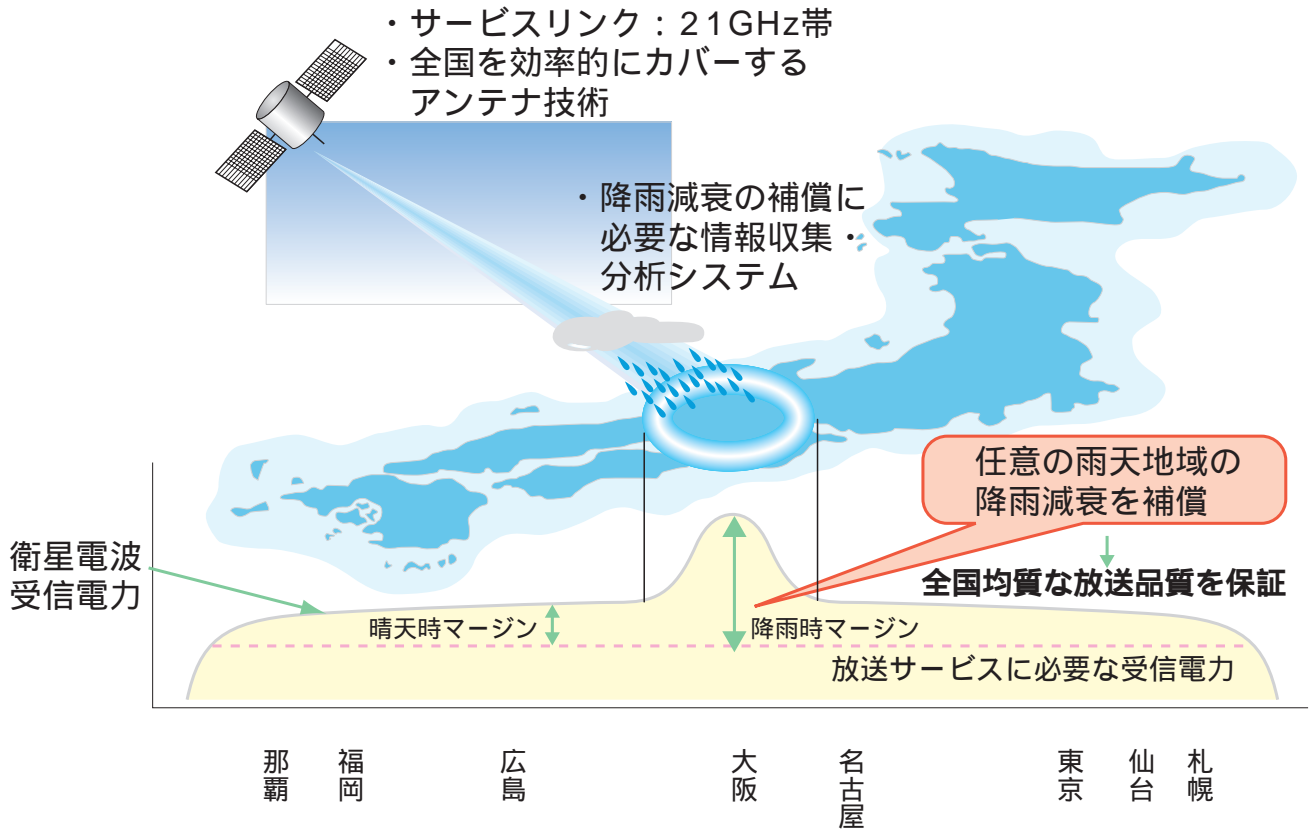 ・サービスリンク：21GHz帯
・全国を効率的にカバーする
アンテナ技術
・降雨減衰の補償に
必要な情報収集・
分析システム
任意の雨天地域の
降雨減衰を補償
全国均質な放送品質を保証
衛星電波
受信電力
晴天時マージン
降雨時マージン
放送サービスに必要な受信電力
那覇
福岡
広島
大阪
名古屋
東京
仙台
札幌